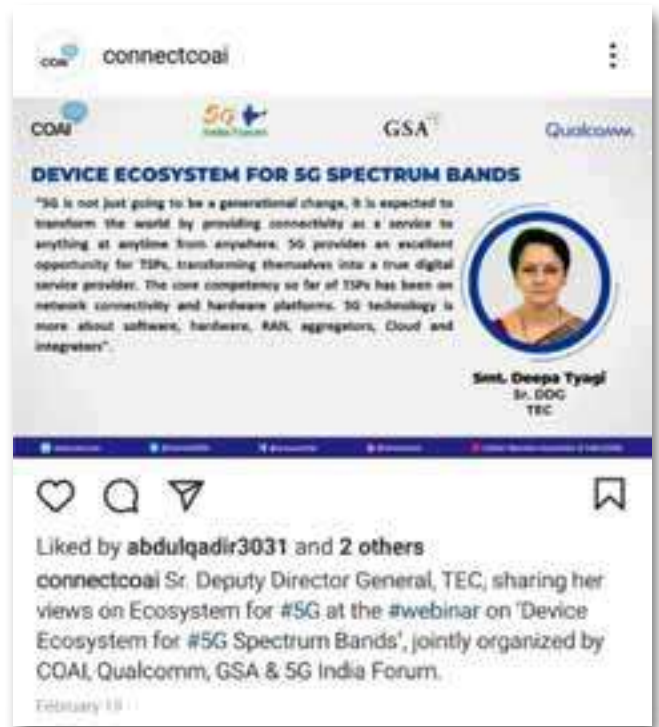 COAI
connectcoai
COAI
5G
India Forum
GSA
Qualcomm
DEVICE ECOSYSTEM FOR 5G SPECTRUM BANDS
"5G is not just going to be a generational change, it is expected to
transform the world by providing connectivity as a service to
anything at anytime from anywhere. 5G provides an excellent
opportunity for TSPs, transforming themselves into a true digital
service provider. The core competency so far of TSPs has been on
network connectivity and hardware platforms. 5G technology is
more about software, hardware, RAN, aggregators, Cloud and
integrators".
Smt. Deepa Tyagi
Sr. DDG
TEC
Liked by abdulqadir3031 and 2 others
connectcoai Sr. Deputy Director General, TEC, sharing her
views on Ecosystem for #5G at the #webinar on 'Device
Ecosystem for #5G Spectrum Bands', jointly organized by
COAI, Qualcomm, GSA & 5G India Forum.
February